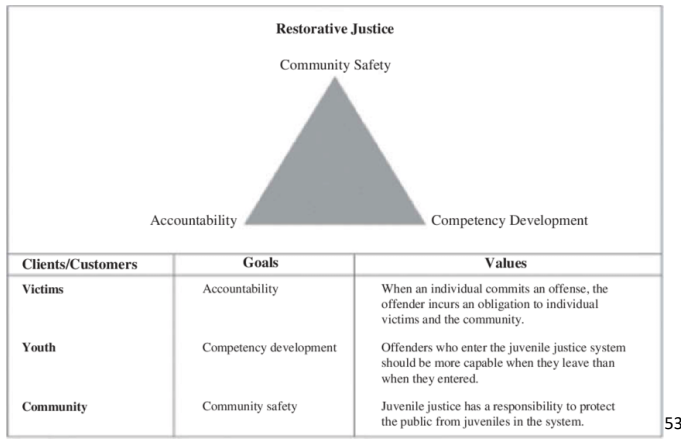 Restorative Justice
Community Safety
Accountability
Competency Development
Clients/Customers Goals Values
Victims Accountability When an individual commits an offense, the
offender incurs an obligation to individual
victims and the community.
Youth Competency development Offenders who enter the juvenile justice system
should be more capable when they leave than
when they entered.
Community Community safety Juvenile justice has a responsibility to protect
the public from juveniles in the system.
53